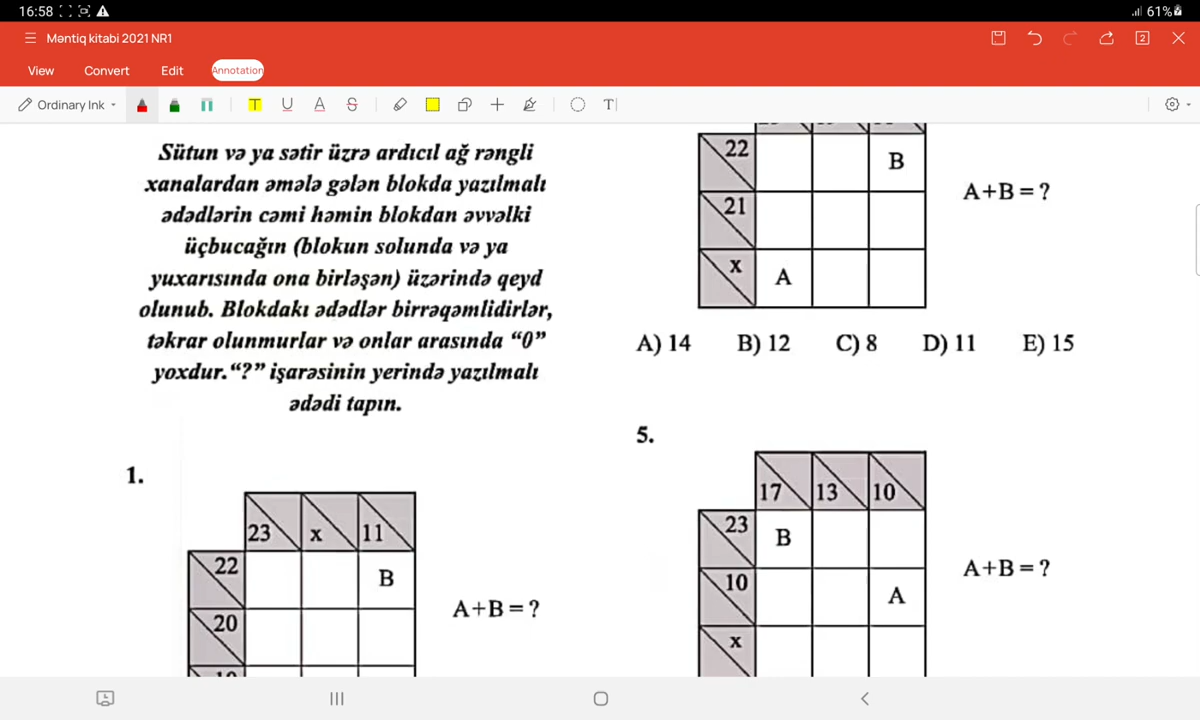 16:58
61%
Məntiq kitabi 2021 NR1
2
View Convert Edit Annotation
Ordinary Ink
T U A S T
Sütun və ya sətir üzrə ardıcıl ağ rəngli
xanalardan əmələ gələn blokda yazılmalı
ədədlərin cəmi həmin blokdan əvvəlki
üçbucağın (blokun solunda və ya
yuxarısında ona birləşən) üzərində qeyd
olunub. Blokdakı ədədlər birrəqəmlidirlər,
təkrar olunmurlar və onlar arasında “0”
yoxdur.“?” işarəsinin yerində yazılmalı
ədədi tapın.
1.
23 x 11
22 B
20
A+B = ?
22 B
21
x A
A+B = ?
A) 14 B) 12 C) 8 D) 11 E) 15
5.
17 13 10
23 B
10 A
x
A+B = ?